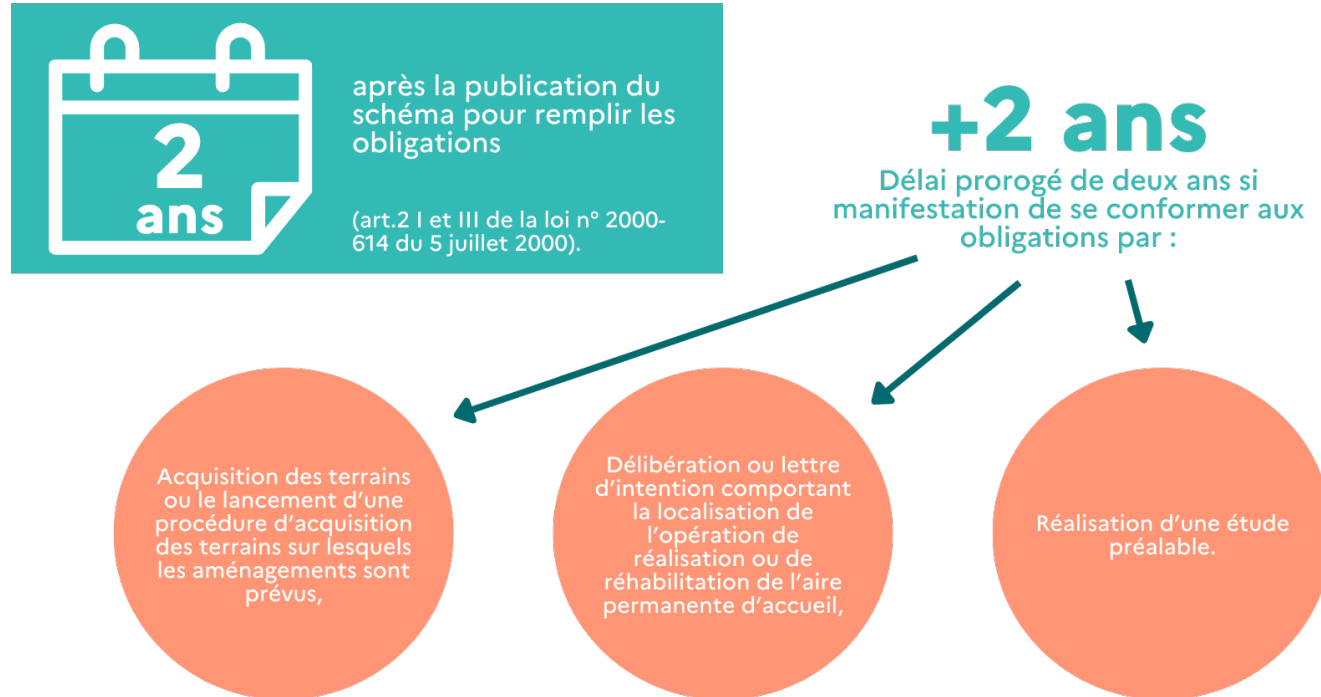 2
ans
après la publication du
schéma pour remplir les
obligations
(art.2 I et III de la loi n° 2000-
614 du 5 juillet 2000).
+2 ans
Délai prorogé de deux ans si
manifestation de se conformer aux
obligations par :
Acquisition des terrains
ou le lancement d’une
procédure d’acquisition
des terrains sur lesquels
les aménagements sont
prévus,
Délibération ou lettre
d’intention comportant
la localisation de
l’opération de
réalisation ou de
réhabilitation de l’aire
permanente d’accueil,
Réalisation d’une étude
préalable.